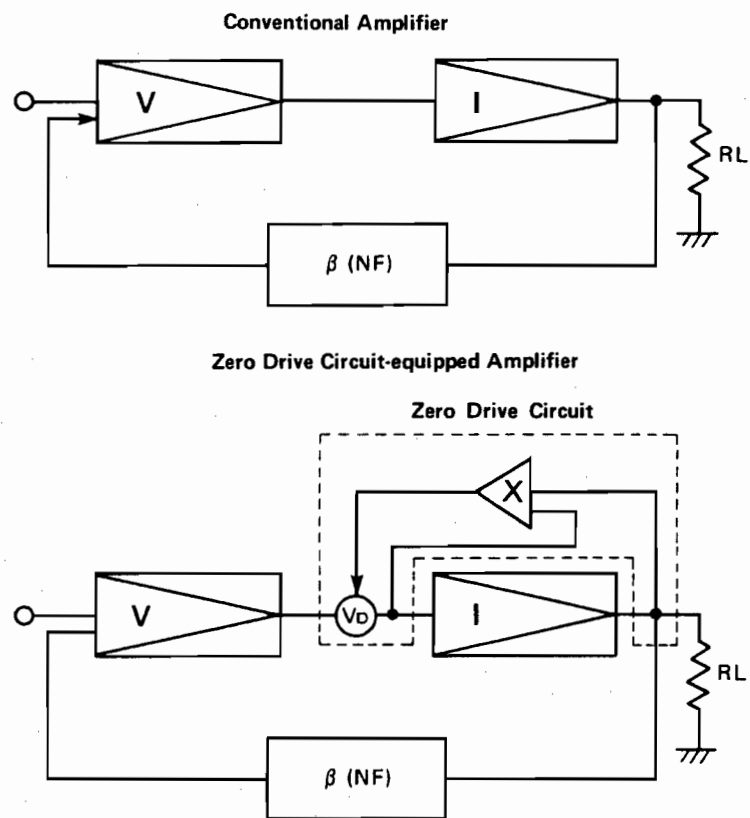 Conventional Amplifier
V
I
RL
β (NF)
Zero Drive Circuit-equipped Amplifier
Zero Drive Circuit
X
V
VD
I
RL
β (NF)